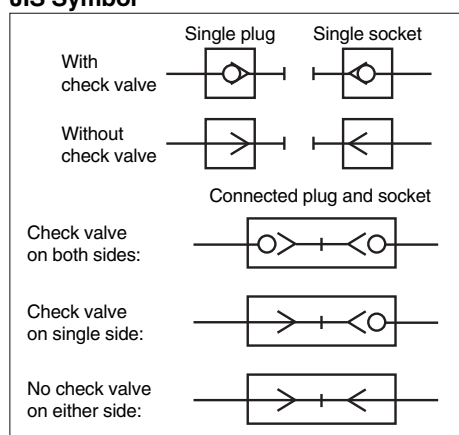 JIS Symbol
Single plug Single socket
With
check valve
Without
check valve
Connected plug and socket
Check valve
on both sides:
Check valve
on single side:
No check valve
on either side: